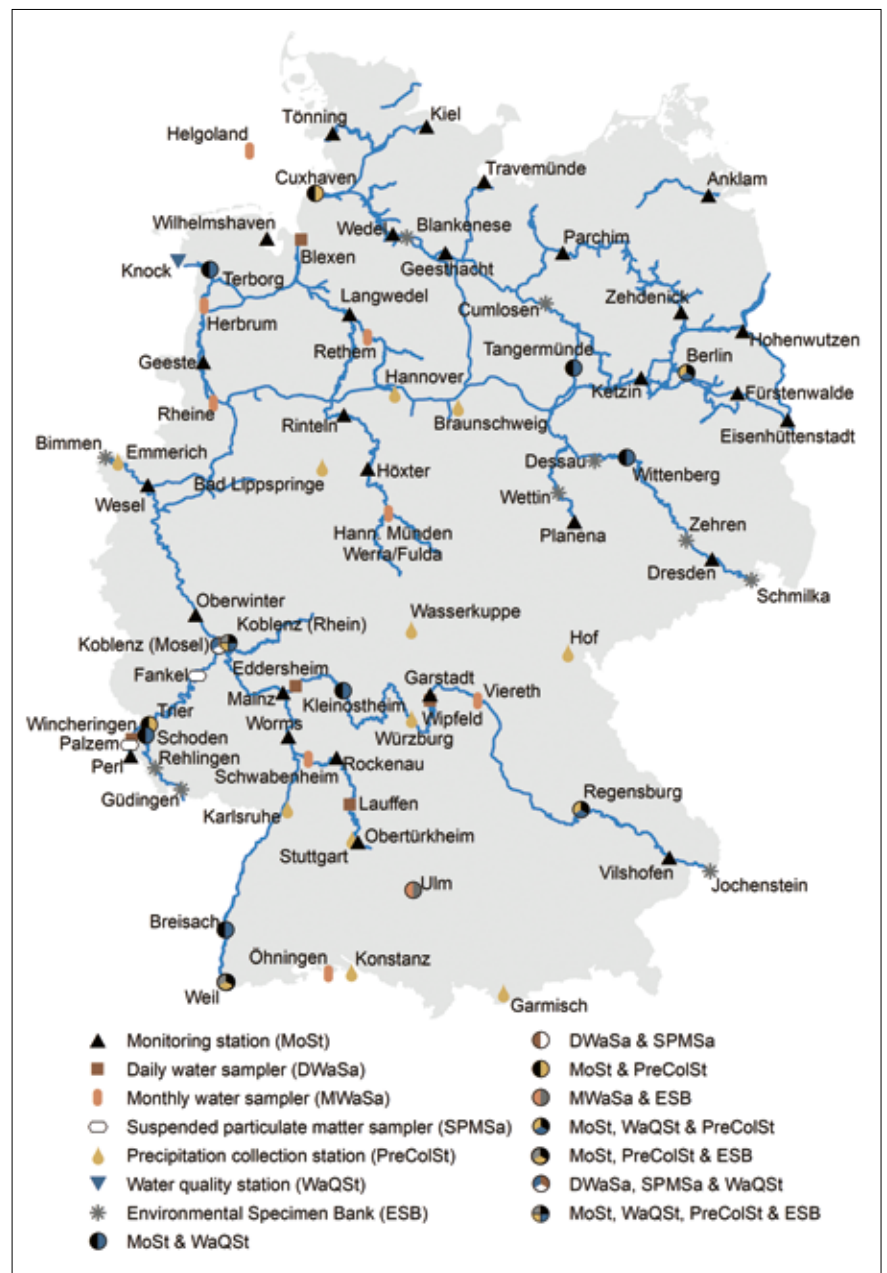 Tönning
Kiel
Helgoland
Travemünde
Cuxhaven
Anklam
Wilhelmshaven
Wedel
Blankenese
Parchim
Blexen
Geesthacht
Knock
Terborg
Langwedel
Cumlosen
Zehdenick
Herbrum
Rethem
Tangermünde
Hohenwutzen
Berlin
Geeste
Hannover
Ketzin
Fürstenwalde
Rheine
Rinteln
Braunschweig
Eisenhüttenstadt
Bimmen
Emmerich
Dessau
Wittenberg
Bad Lippspringe
Höxter
Wesel
Wettin
Hann. Münden
Werra/Fulda
Planena
Zehren
Dresden
Schmilka
Oberwinter
Wasserkuppe
Koblenz (Rhein)
Hof
Koblenz (Mosel)
Eddersheim
Garstadt
Fankel
Viereth
Mainz
Kleinostheim
Wipfeld
Trier
Wincheringen
Worms
Würzburg
Schoden
Palzem
Rehlingen
Rockenau
Perl
Schwabenheim
Güdingen
Regensburg
Karlsruhe
Lauffen
Obertürkheim
Stuttgart
Vilshofen
Ulm
Jochenstein
Breisach
Öhningen
Konstanz
Weil
Garmisch
Monitoring station (MoSt)
Daily water sampler (DWaSa)
Monthly water sampler (MWaSa)
Suspended particulate matter sampler (SPMSa)
Precipitation collection station (PreColSt)
Water quality station (WaQSt)
Environmental Specimen Bank (ESB)
MoSt & WaQSt
DWaSa & SPMSa
MoSt & PreColSt
MWaSa & ESB
MoSt, WaQSt & PreColSt
MoSt, PreColSt & ESB
DWaSa, SPMSa & WaQSt
MoSt, WaQSt, PreColSt & ESB